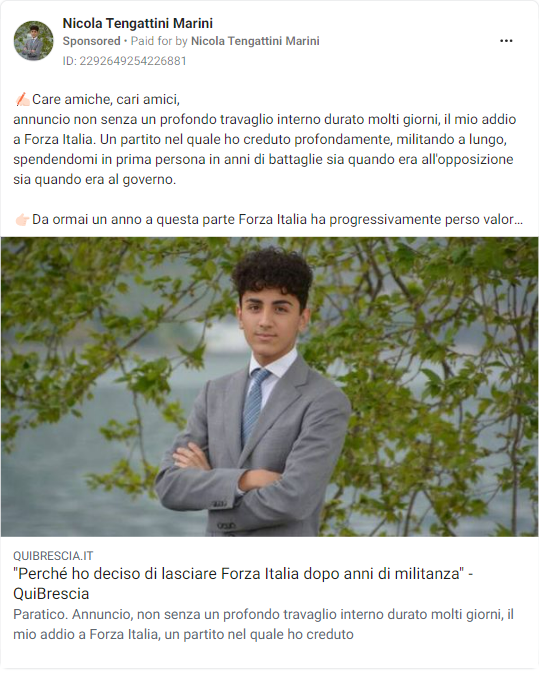 Nicola Tengattini Marini
Sponsored • Paid for by Nicola Tengattini Marini
ID: 2292649254226881
✍🏻Care amiche, cari amici,
annuncio non senza un profondo travaglio interno durato molti giorni, il mio addio
a Forza Italia. Un partito nel quale ho creduto profondamente, militando a lungo,
spendendomi in prima persona in anni di battaglie sia quando era all'opposizione
sia quando era al governo.
👉🏻Da ormai un anno a questa parte Forza Italia ha progressivamente perso valor...
QUIBRESCIA.IT
"Perché ho deciso di lasciare Forza Italia dopo anni di militanza" -
QuiBrescia
Paratico. Annuncio, non senza un profondo travaglio interno durato molti giorni, il
mio addio a Forza Italia, un partito nel quale ho creduto